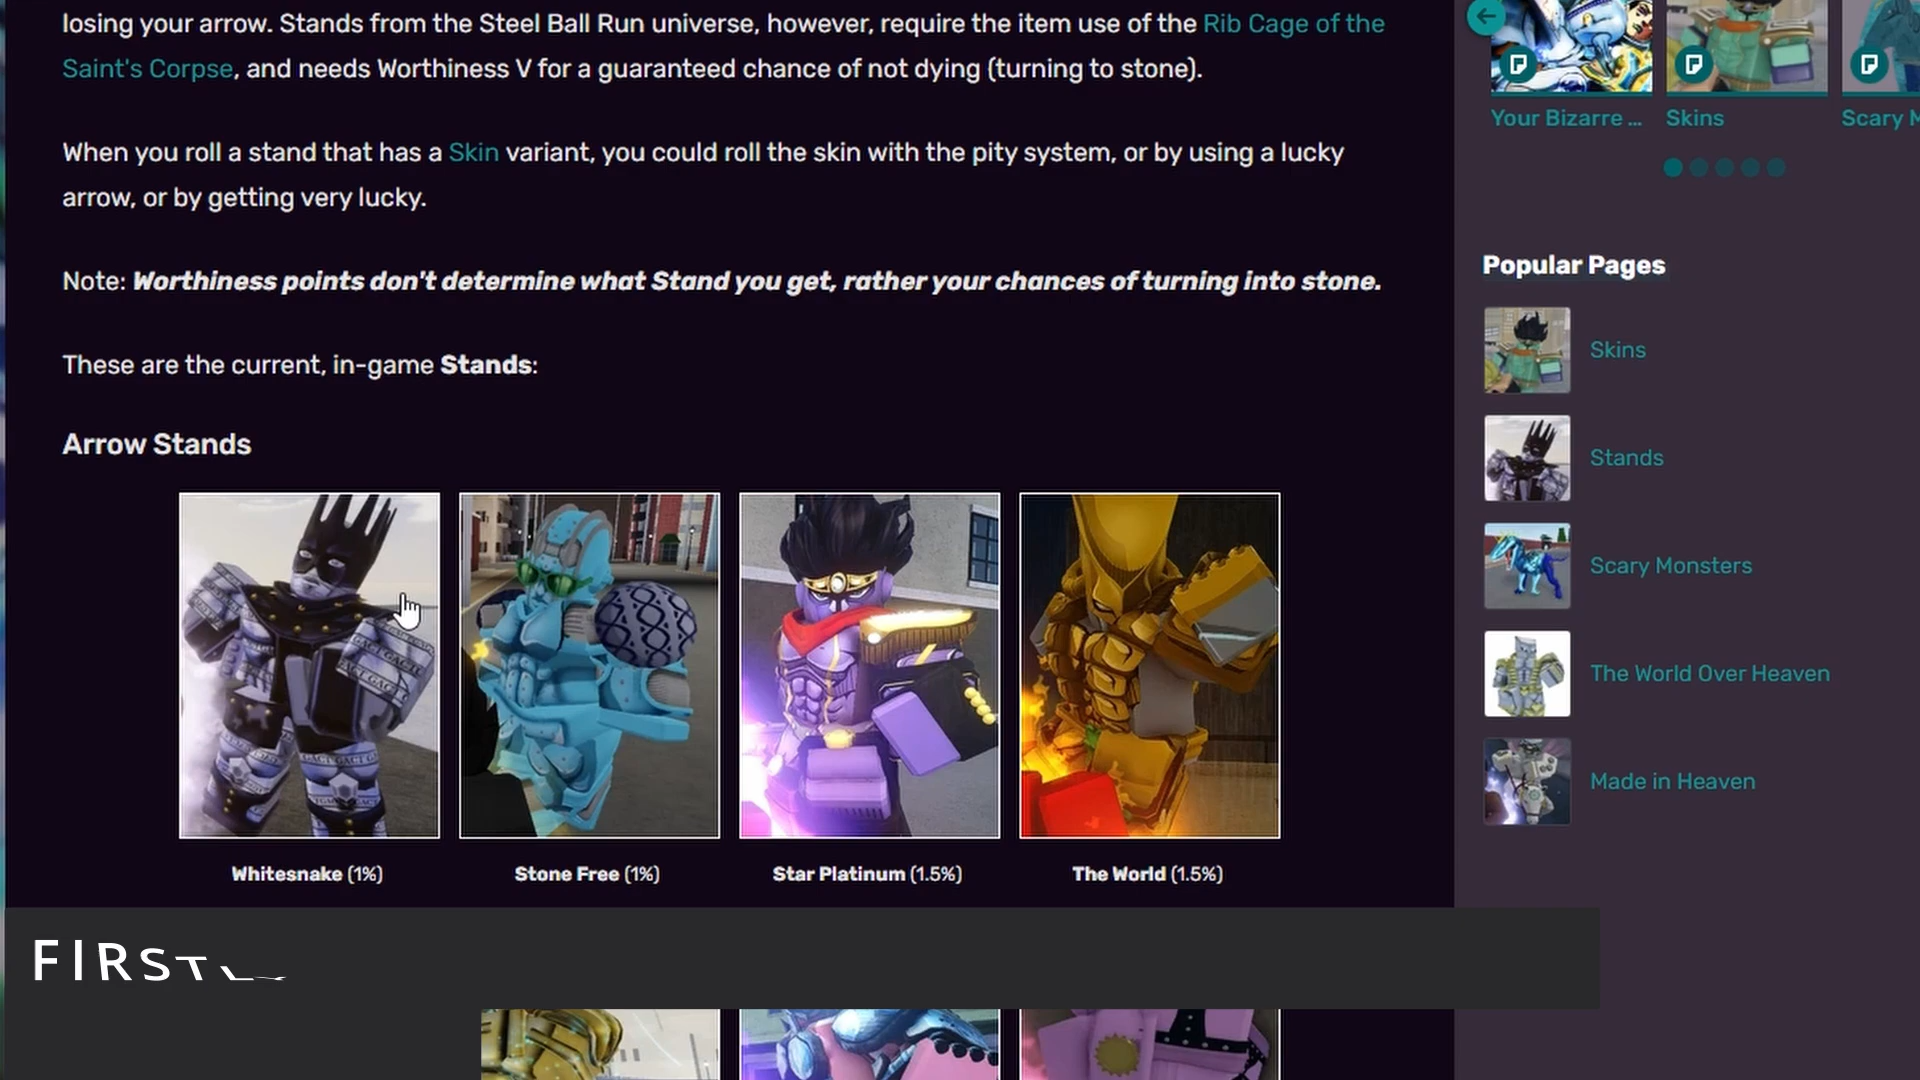 losing your arrow. Stands from the Steel Ball Run universe, however, require the item use of the Rib Cage of the
Saint's Corpse, and needs Worthiness V for a guaranteed chance of not dying (turning to stone).
When you roll a stand that has a Skin variant, you could roll the skin with the pity system, or by using a lucky
arrow, or by getting very lucky.
Note: Worthiness points don't determine what Stand you get, rather your chances of turning into stone.
These are the current, in-game Stands:
Arrow Stands
Whitesnake (1%)
Stone Free (1%)
Star Platinum (1.5%)
The World (1.5%)
FIRST
Your Bizarre ...
Skins
Scary M
Popular Pages
Skins
Stands
Scary Monsters
The World Over Heaven
Made in Heaven